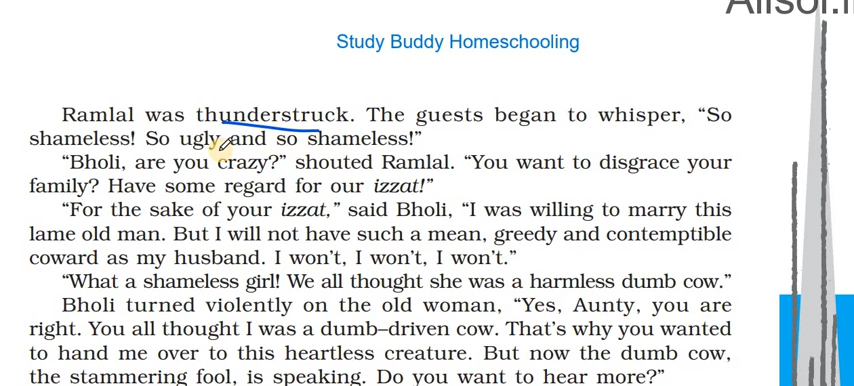 Allsol.i
Study Buddy Homeschooling
Ramlal was thunderstruck. The guests began to whisper, “So
shameless! So ugly and so shameless!”
“Bholi, are you crazy?” shouted Ramlal. “You want to disgrace your
family? Have some regard for our izzat!”
“For the sake of your izzat,” said Bholi, “I was willing to marry this
lame old man. But I will not have such a mean, greedy and contemptible
coward as my husband. I won’t, I won’t, I won’t.”
“What a shameless girl! We all thought she was a harmless dumb cow.”
Bholi turned violently on the old woman, “Yes, Aunty, you are
right. You all thought I was a dumb–driven cow. That’s why you wanted
to hand me over to this heartless creature. But now the dumb cow,
the stammering fool, is speaking. Do you want to hear more?”